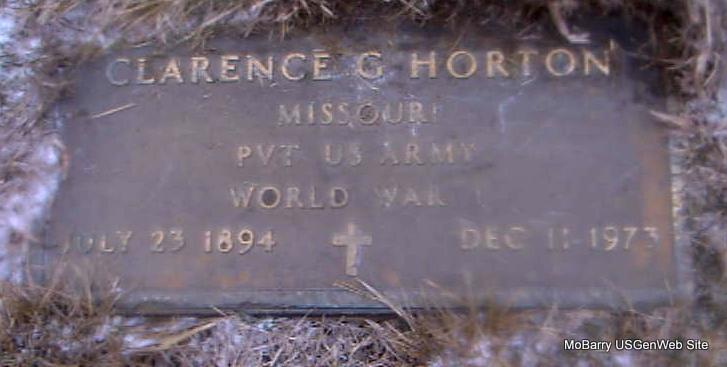 CLARENCE G HORTON
MISSOURI
PVT US ARMY
WORLD WAR I
JULY 23 1894 DEC 11 1973
MoBarry USGenWeb Site